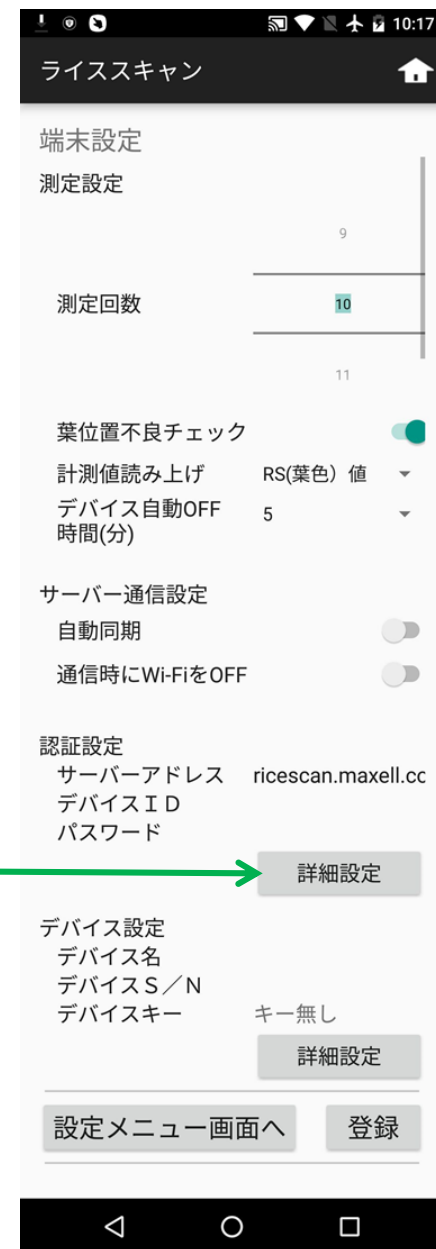 10:17
ライススキャン
端末設定
測定設定
9
測定回数 10
11
葉位置不良チェック
計測値読み上げ RS(葉色）値
デバイス自動OFF 5
時間(分)
サーバー通信設定
自動同期
通信時にWi-FiをOFF
認証設定
サーバーアドレス ricescan.maxell.cc
デバイスＩＤ
パスワード
詳細設定
デバイス設定
デバイス名
デバイスＳ／Ｎ
デバイスキー キー無し
詳細設定
設定メニュー画面へ 登録